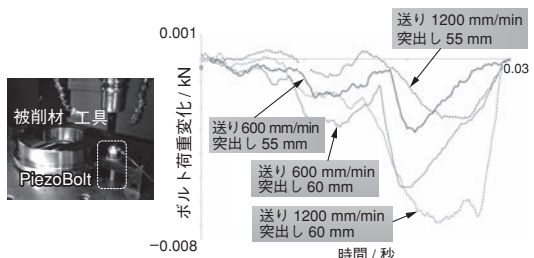 0.001
送り 1200 mm/min
突出し 55 mm
0.03
被削材 工具
PiezoBolt
ボルト荷重変化 / kN
送り600 mm/min
突出し 55 mm
送り 600 mm/min
突出し 60 mm
送り 1200 mm/min
突出し 60 mm
−0.008
時間 / 秒